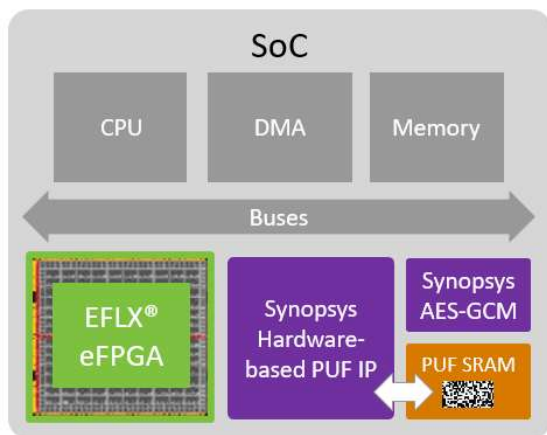 SoC
CPU
DMA
Memory
Buses
EFLX®
eFPGA
Synopsys
Hardware-
based PUF IP
Synopsys
AES-GCM
PUF SRAM